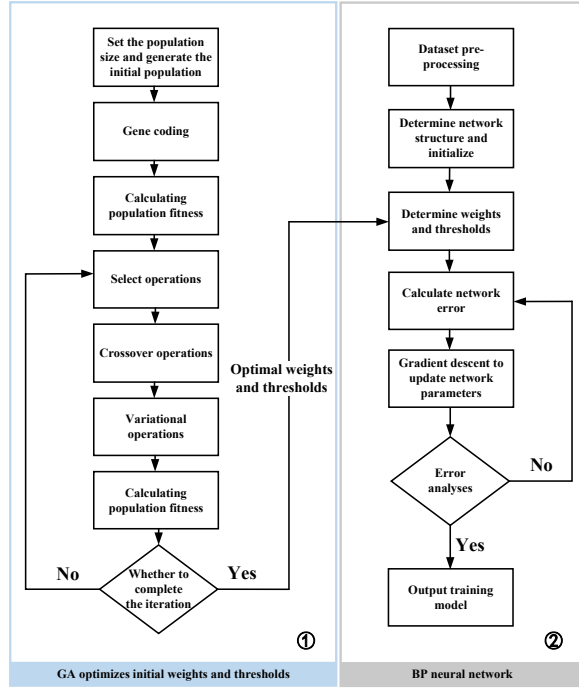 Set the population
size and generate the
initial population
Gene coding
Calculating
population fitness
Select operations
Crossover operations
Variational
operations
Calculating
population fitness
Whether to
complete
the iteration
No
Yes
Optimal weights
and thresholds
①
GA optimizes initial weights and thresholds
Dataset pre-
processing
Determine network
structure and
initialize
Determine weights
and thresholds
Calculate network
error
Gradient descent to
update network
parameters
Error
analyses
No
Yes
Output training
model
②
BP neural network